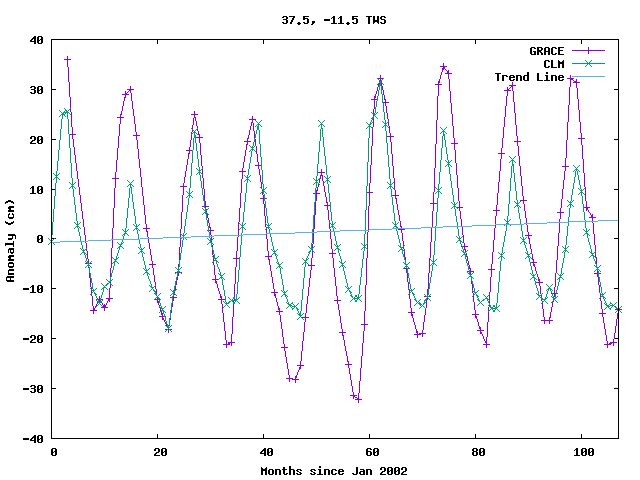 37.5, -11.5 TWS
GRACE
CLM
Trend Line
40
30
20
10
0
-10
-20
-30
-40
Anomaly (cm)
0 20 40 60 80 100
Months since Jan 2002